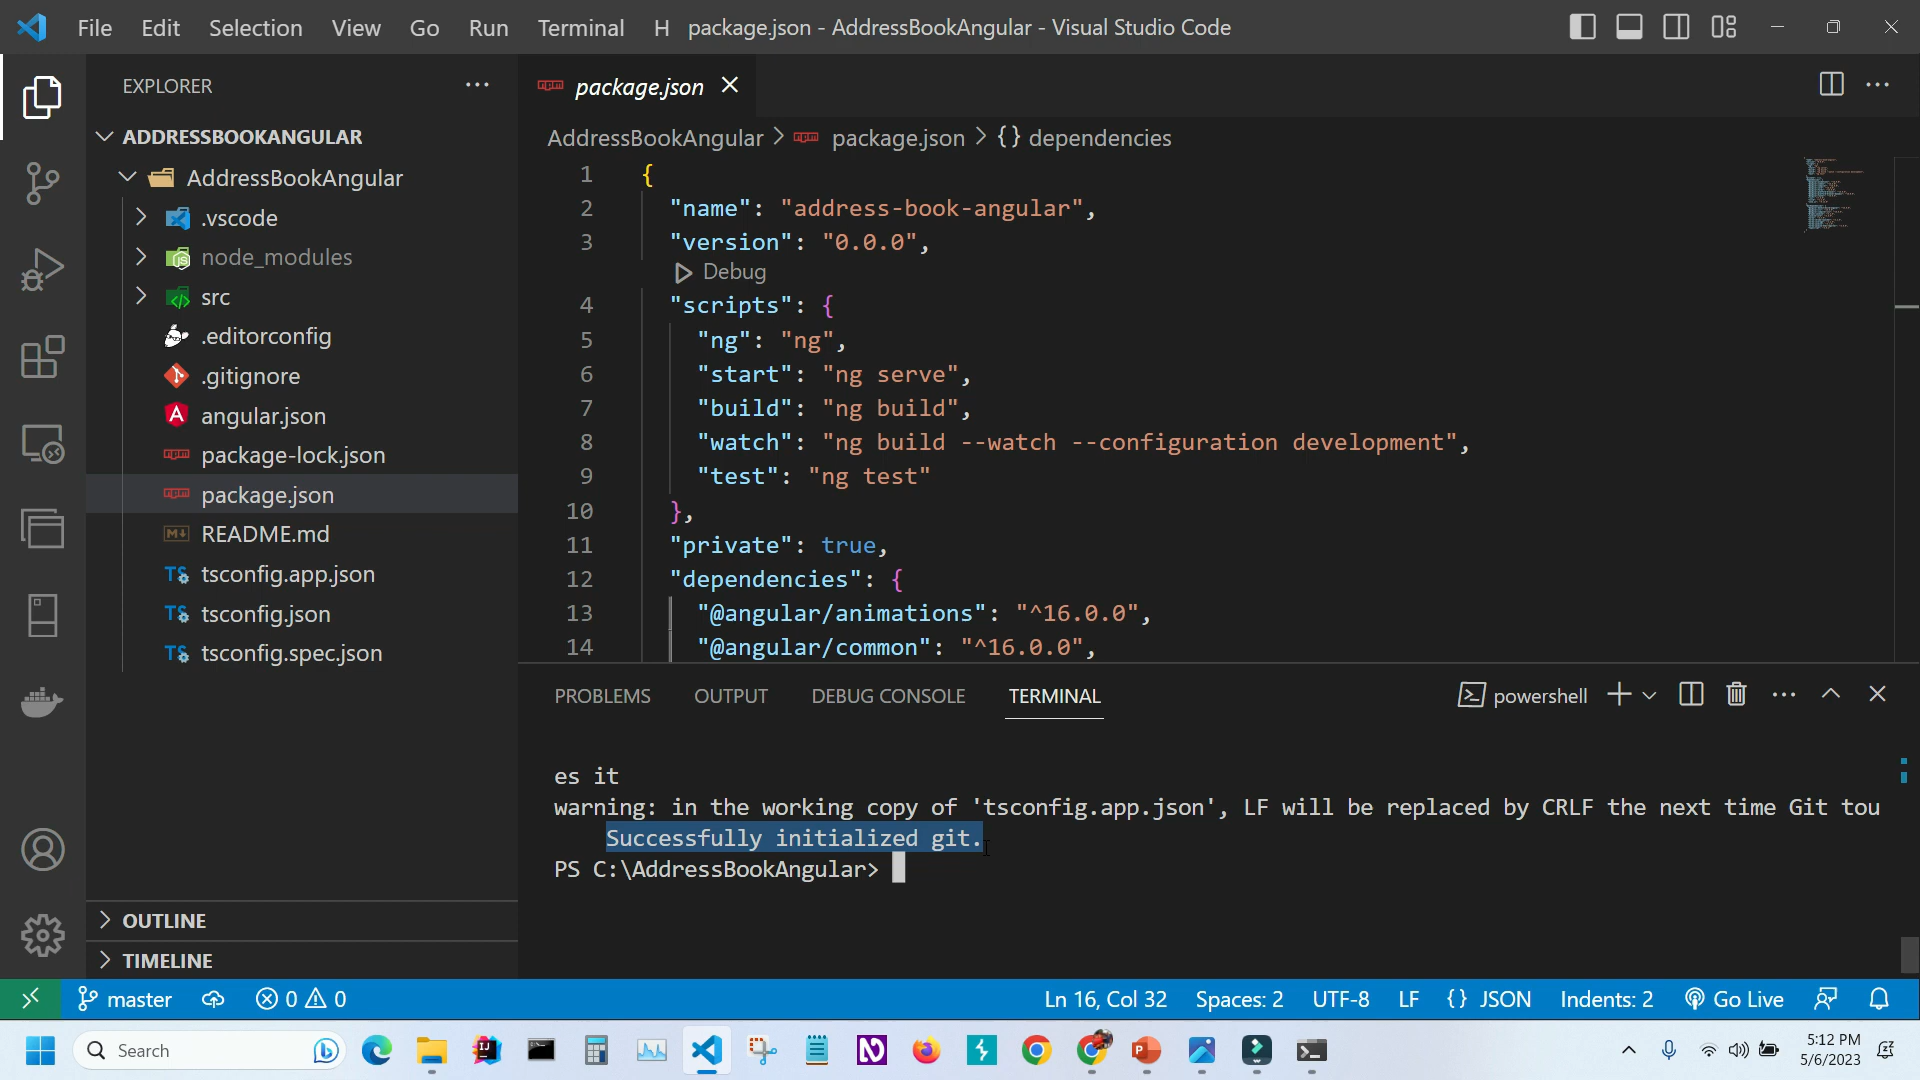 File Edit Selection View Go Run Terminal H package.json - AddressBookAngular - Visual Studio Code
EXPLORER
ADDRESSBOOKANGULAR
AddressBookAngular
.vscode
node_modules
src
.editorconfig
.gitignore
angular.json
package-lock.json
package.json
README.md
tsconfig.app.json
tsconfig.json
tsconfig.spec.json
OUTLINE
TIMELINE
package.json
AddressBookAngular > package.json > {} dependencies
1 {
2 "name": "address-book-angular",
3 "version": "0.0.0",
Debug
4 "scripts": {
5 "ng": "ng",
6 "start": "ng serve",
7 "build": "ng build",
8 "watch": "ng build --watch --configuration development",
9 "test": "ng test"
10 },
11 "private": true,
12 "dependencies": {
13 "@angular/animations": "^16.0.0",
14 "@angular/common": "^16.0.0",
PROBLEMS OUTPUT DEBUG CONSOLE TERMINAL powershell
es it
warning: in the working copy of 'tsconfig.app.json', LF will be replaced by CRLF the next time Git tou
Successfully initialized git.
PS C:\AddressBookAngular>
master 0 0 Ln 16, Col 32 Spaces: 2 UTF-8 LF {} JSON Indents: 2 Go Live
Search
5:12 PM
5/6/2023